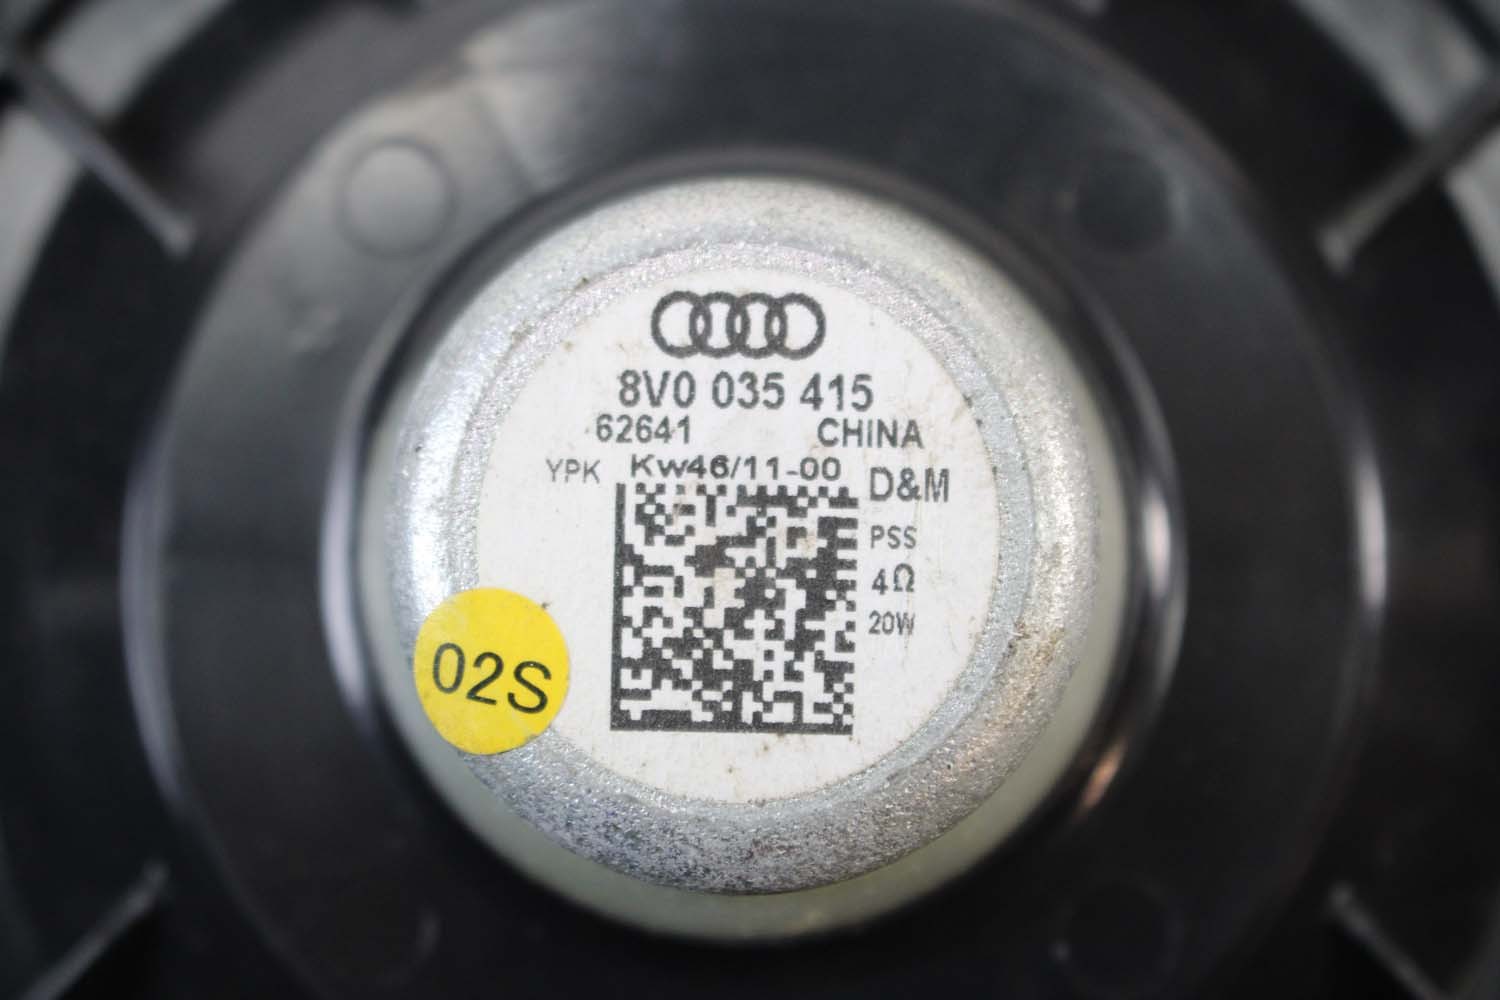 8V0 035 415
62641 CHINA
YPK Kw46/11-00 D&M
PSS
4Ω
20W
02S